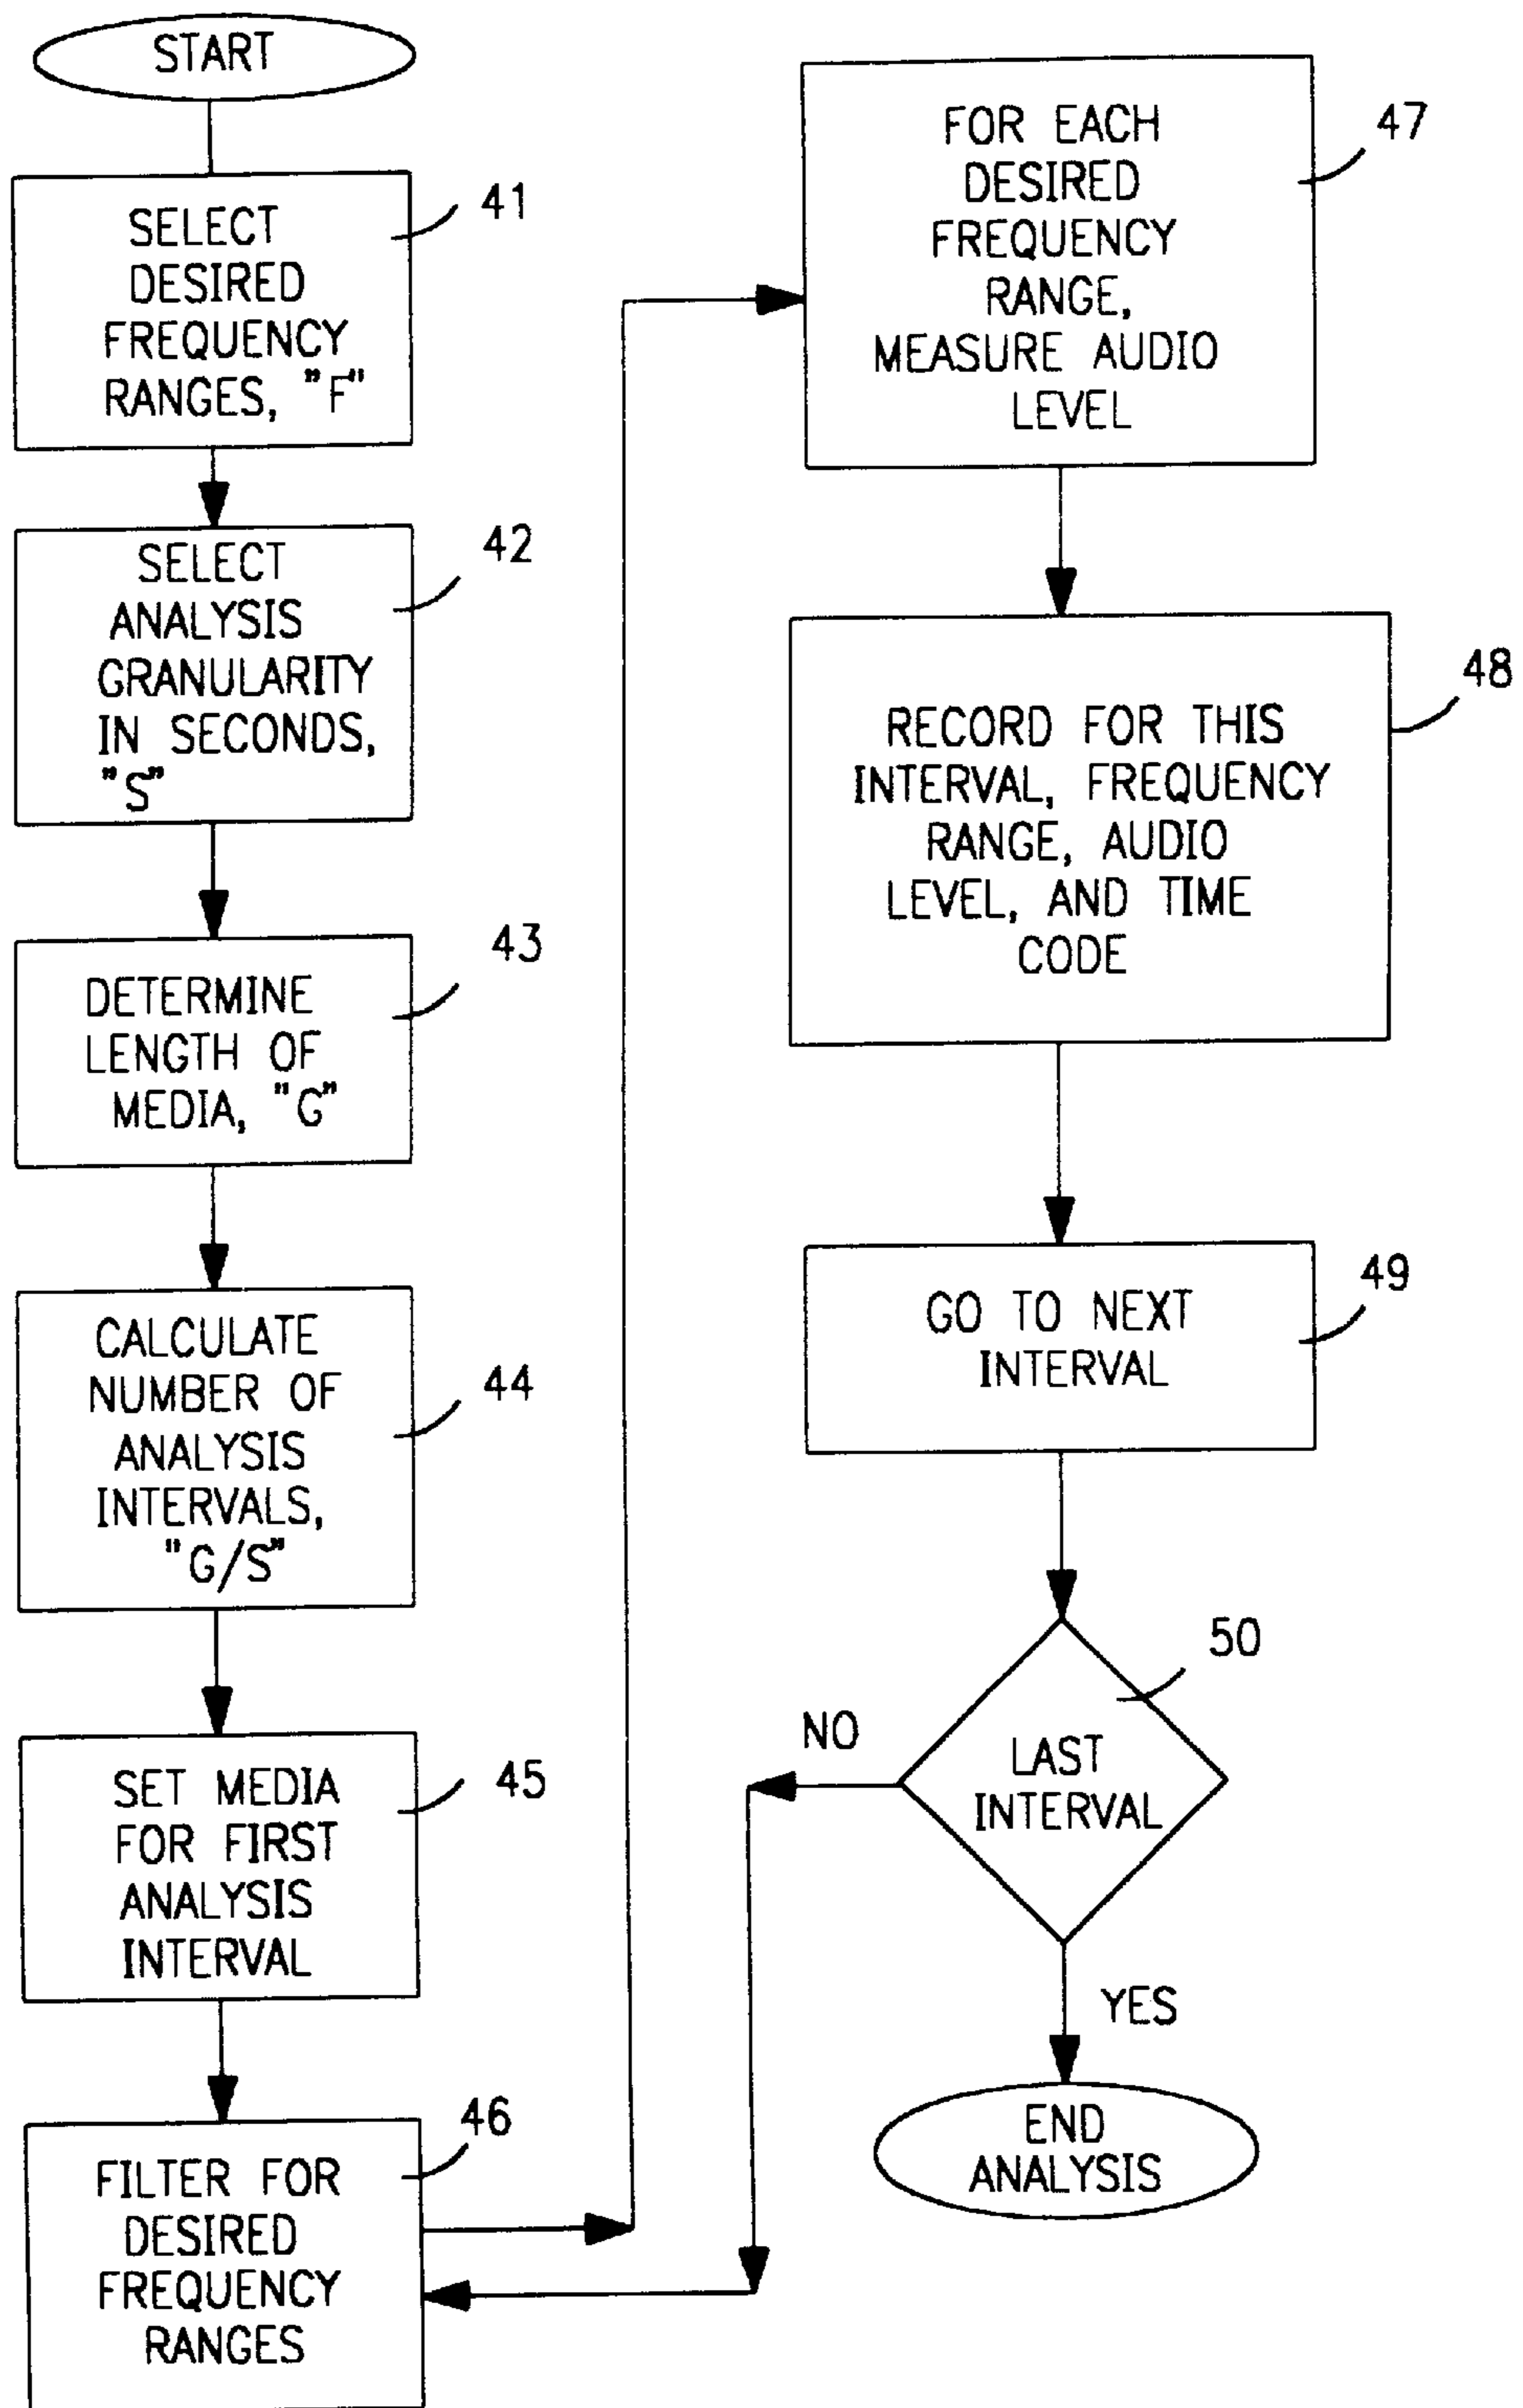 START
SELECT
DESIRED
FREQUENCY
RANGES, "F"
41
SELECT
ANALYSIS
GRANULARITY
IN SECONDS,
"S"
42
DETERMINE
LENGTH OF
MEDIA, "G"
43
CALCULATE
NUMBER OF
ANALYSIS
INTERVALS,
"G/S"
44
SET MEDIA
FOR FIRST
ANALYSIS
INTERVAL
45
FILTER FOR
DESIRED
FREQUENCY
RANGES
46
FOR EACH
DESIRED
FREQUENCY
RANGE,
MEASURE AUDIO
LEVEL
47
RECORD FOR THIS
INTERVAL, FREQUENCY
RANGE, AUDIO
LEVEL, AND TIME
CODE
48
GO TO NEXT
INTERVAL
49
LAST
INTERVAL
50
NO
YES
END
ANALYSIS